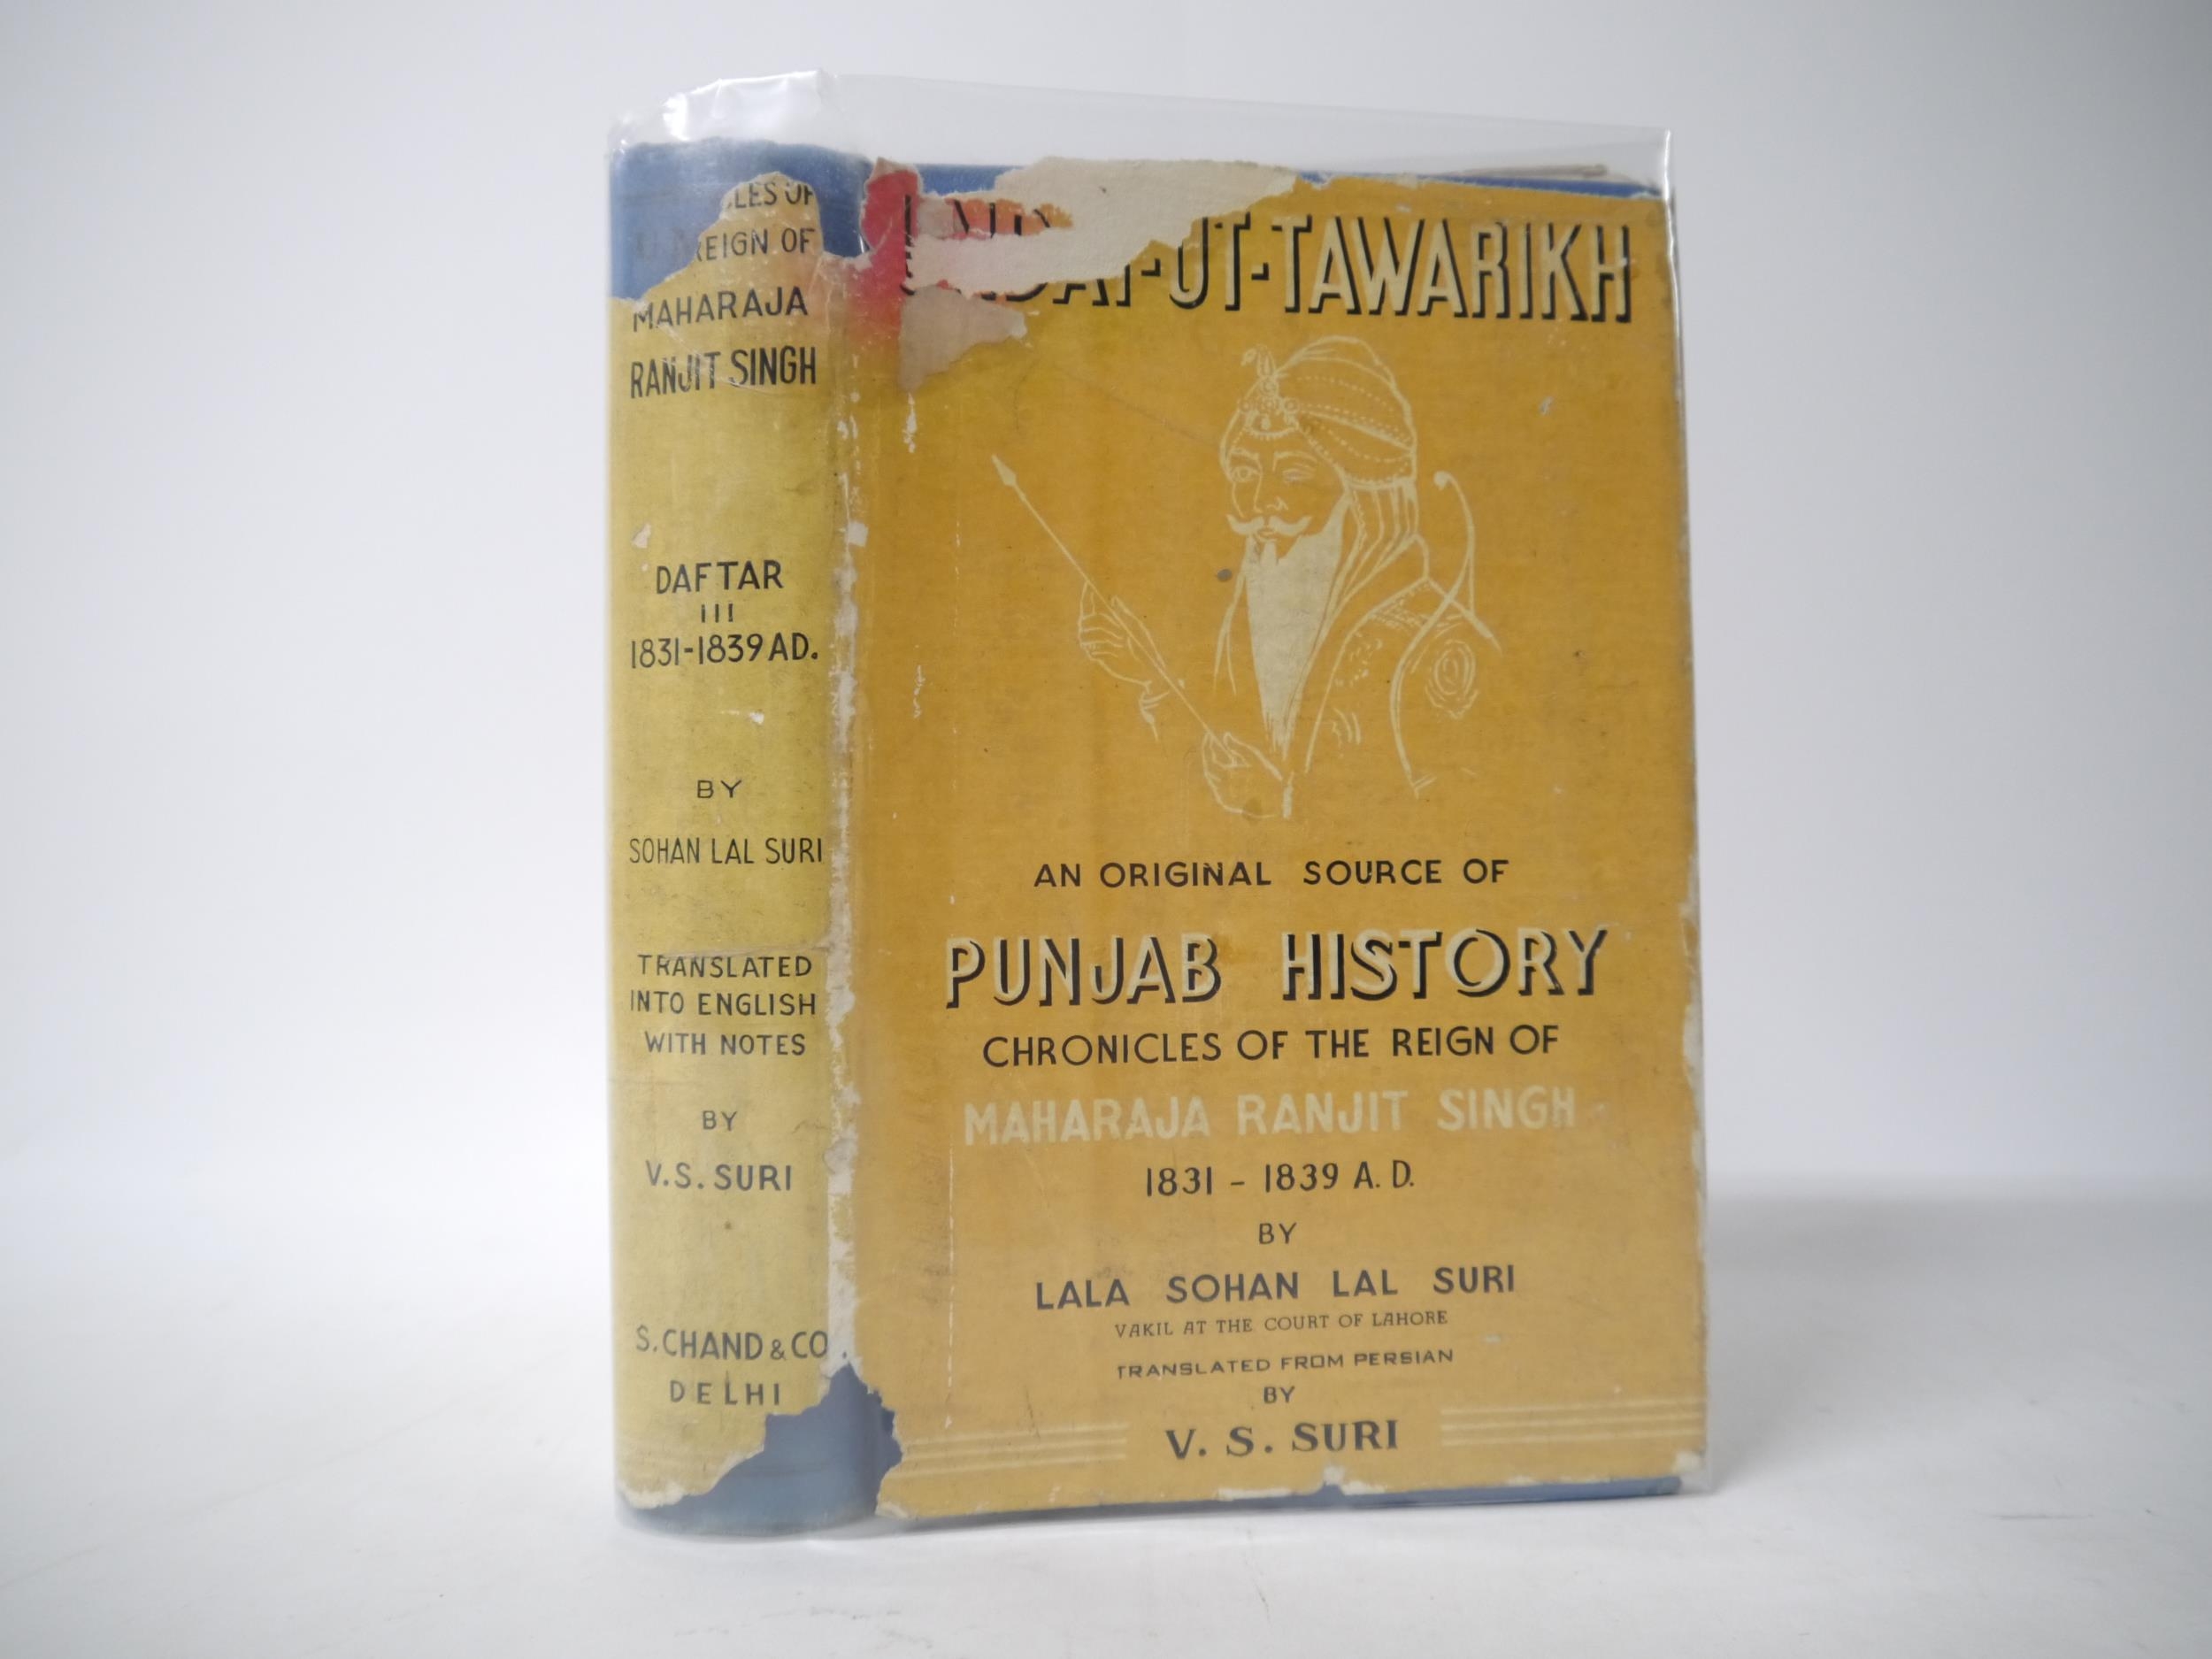 REIGN OF
MAHARAJA
RANJIT SINGH
DAFTAR
III
1831-1839 AD.
BY
SOHAN LAL SURI
TRANSLATED
INTO ENGLISH
WITH NOTES
BY
V.S. SURI
S. CHAND & CO.
DELHI
-UT-TAWARIKH
AN ORIGINAL SOURCE OF
PUNJAB HISTORY
CHRONICLES OF THE REIGN OF
MAHARAJA RANJIT SINGH
1831 - 1839 A. D.
BY
LALA SOHAN LAL SURI
VAKIL AT THE COURT OF LAHORE
TRANSLATED FROM PERSIAN
BY
V. S. SURI